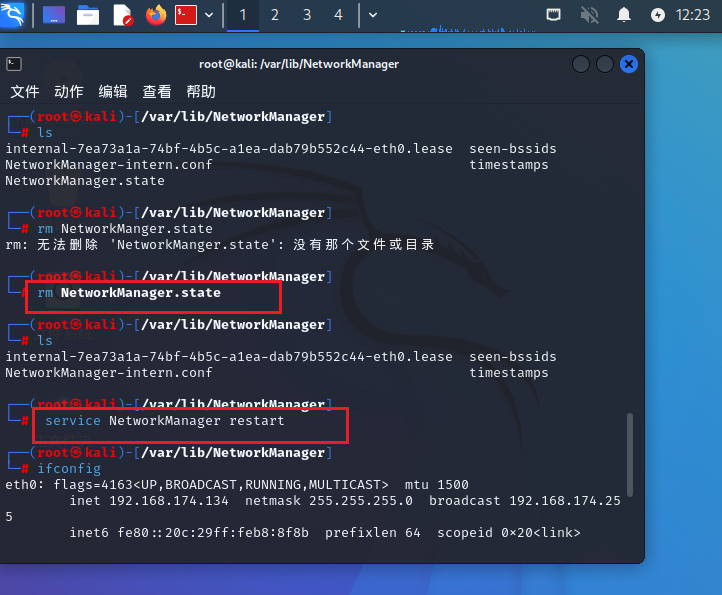 1 2 3 4 12:23
root@kali: /var/lib/NetworkManager
文件 动作 编辑 查看 帮助
┌──(root㉿kali)-[/var/lib/NetworkManager]
└─# ls
internal-7ea73a1a-74bf-4b5c-a1ea-dab79b552c44-eth0.lease seen-bssids
NetworkManager-intern.conf timestamps
NetworkManager.state
┌──(root㉿kali)-[/var/lib/NetworkManager]
└─# rm NetworkManger.state
rm: 无法删除 'NetworkManger.state': 没有那个文件或目录
┌──(root㉿kali)-[/var/lib/NetworkManager]
└─# rm NetworkManager.state
┌──(root㉿kali)-[/var/lib/NetworkManager]
└─# ls
internal-7ea73a1a-74bf-4b5c-a1ea-dab79b552c44-eth0.lease seen-bssids
NetworkManager-intern.conf timestamps
┌──(root㉿kali)-[/var/lib/NetworkManager]
└─# service NetworkManager restart
┌──(root㉿kali)-[/var/lib/NetworkManager]
└─# ifconfig
eth0: flags=4163<UP,BROADCAST,RUNNING,MULTICAST> mtu 1500
inet 192.168.174.134 netmask 255.255.255.0 broadcast 192.168.174.25
5
inet6 fe80::20c:29ff:feb8:8f8b prefixlen 64 scopeid 0×20<link>